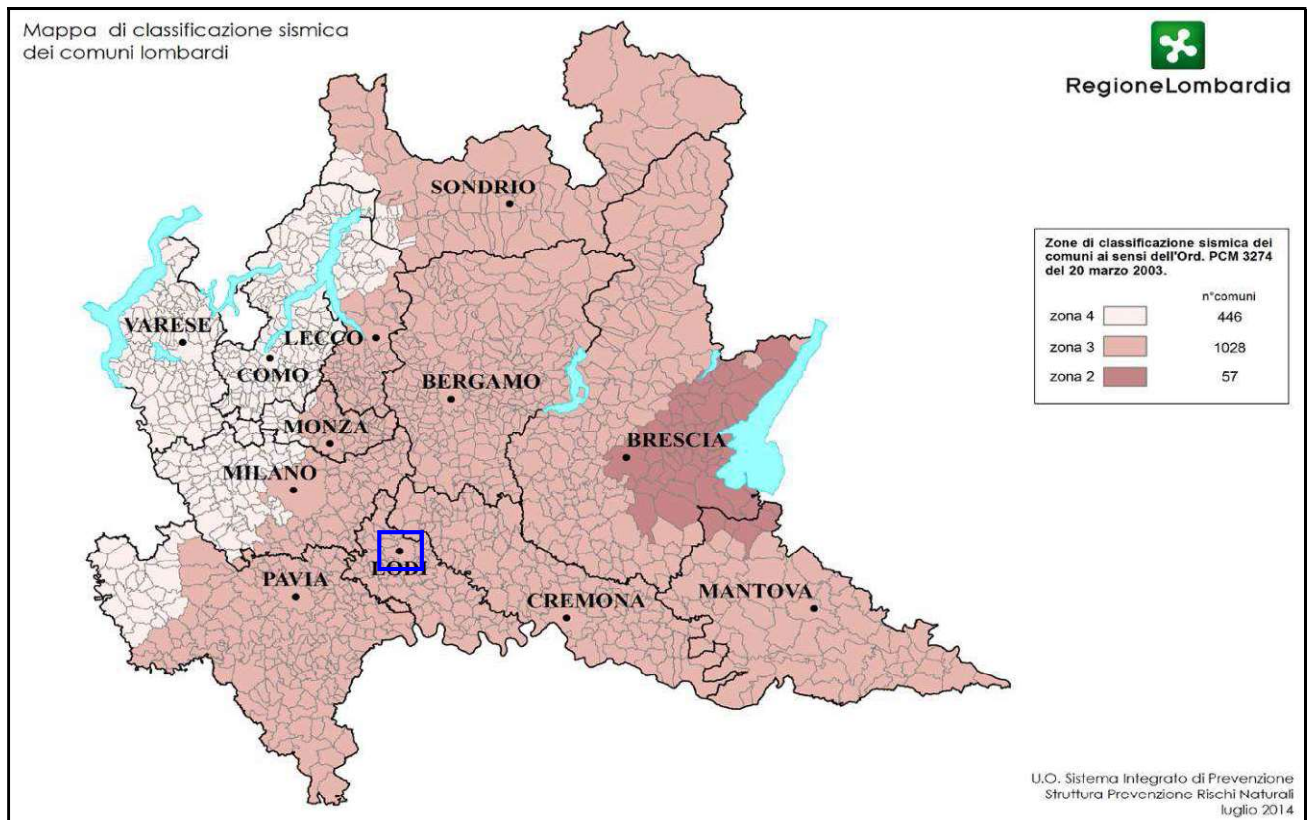 Mappa di classificazione sismica
dei comuni lombardi
RegioneLombardia
SONDRIO
VARESE
LECCO
COMO
BERGAMO
MONZA
BRESCIA
MILANO
LODI
PAVIA
CREMONA
MANTOVA
Zone di classificazione sismica dei
comuni ai sensi dell'Ord. PCM 3274
del 20 marzo 2003.
n°comuni
zona 4 446
zona 3 1028
zona 2 57
U.O. Sistema Integrato di Prevenzione
Struttura Prevenzione Rischi Naturali
luglio 2014